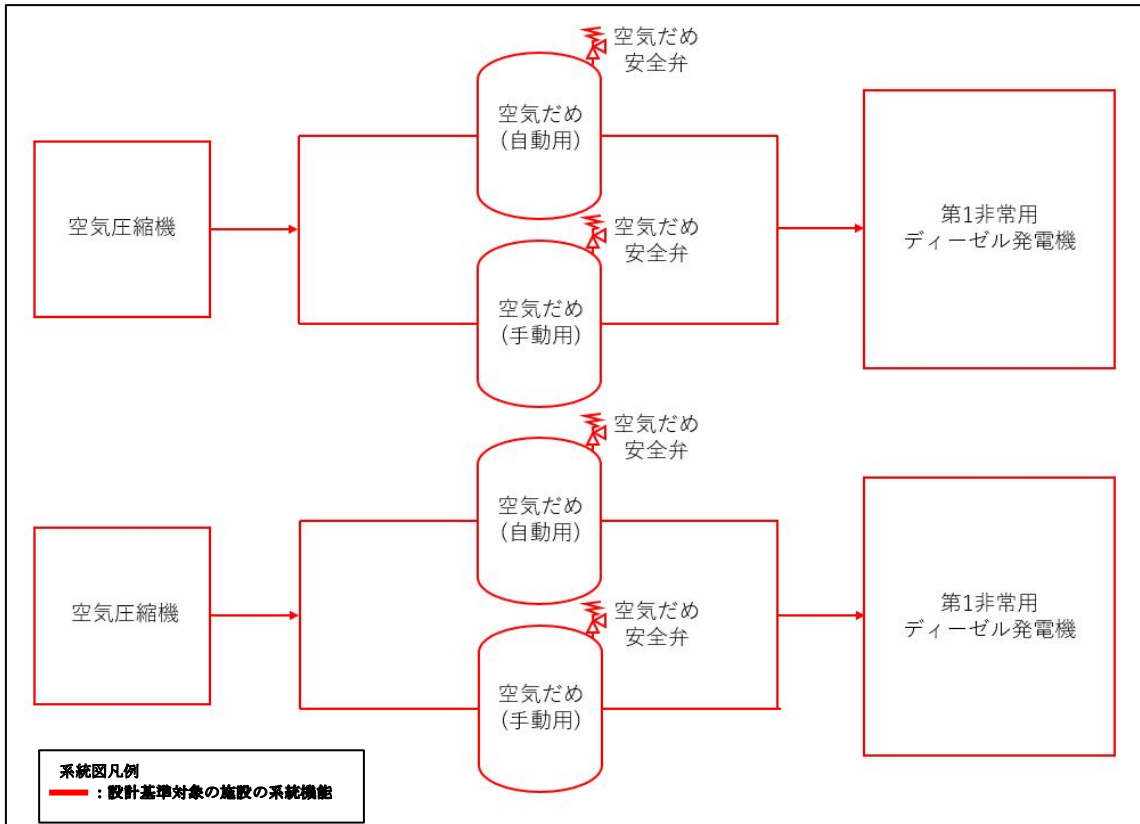 空気だめ
安全弁
空気だめ
(自動用)
空気圧縮機
空気だめ
安全弁
第1非常用
ディーゼル発電機
空気だめ
(手動用)
空気だめ
安全弁
空気だめ
(自動用)
空気圧縮機
空気だめ
安全弁
第1非常用
ディーゼル発電機
空気だめ
(手動用)
系統図凡例
:設計基準対象の施設の系統機能